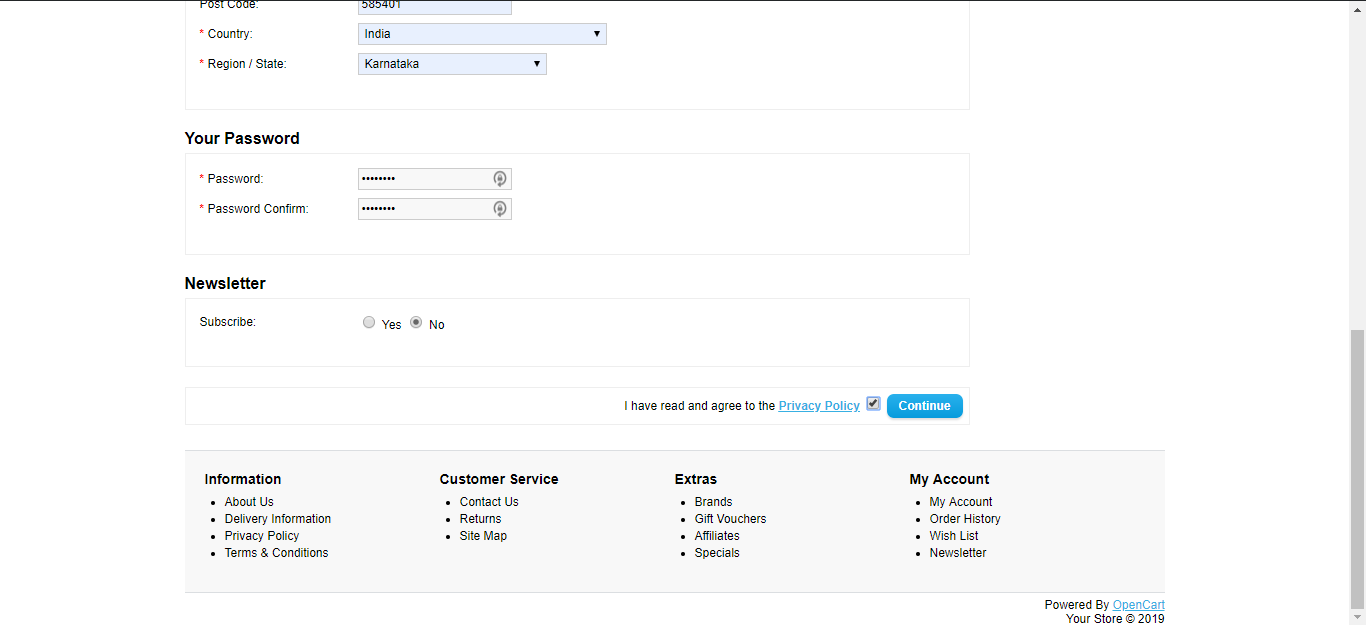 Post Code: 585401
* Country: India
* Region / State: Karnataka
Your Password
* Password: ••••••••
* Password Confirm: ••••••••
Newsletter
Subscribe: Yes No
I have read and agree to the Privacy Policy Continue
Information
About Us
Delivery Information
Privacy Policy
Terms & Conditions
Customer Service
Contact Us
Returns
Site Map
Extras
Brands
Gift Vouchers
Affiliates
Specials
My Account
My Account
Order History
Wish List
Newsletter
Powered By OpenCart
Your Store © 2019